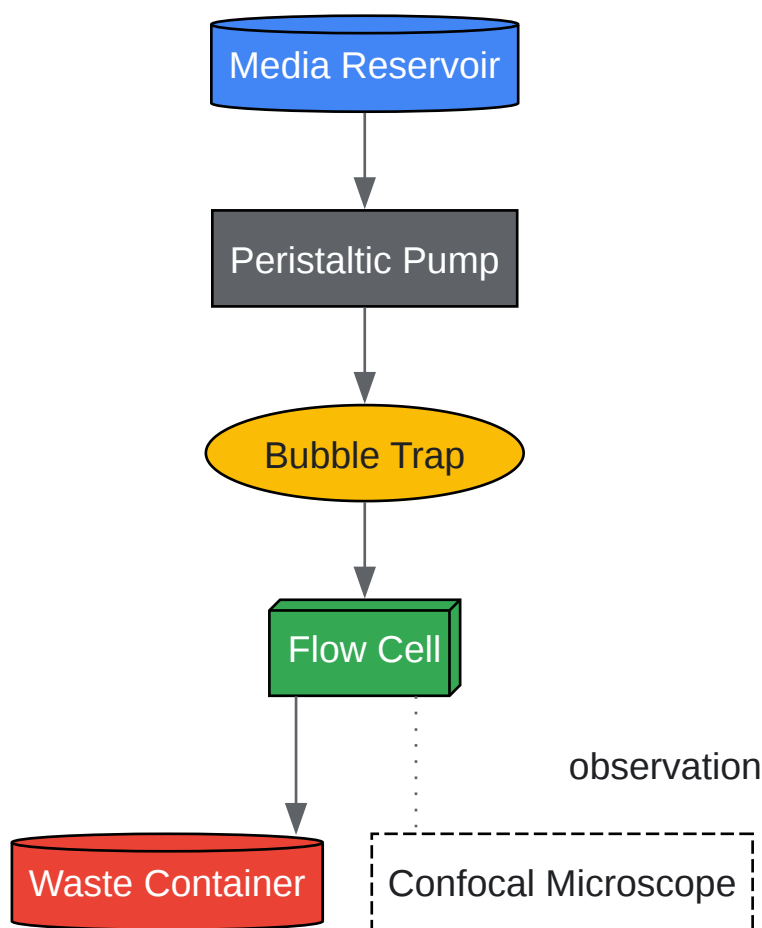 Media Reservoir
Peristaltic Pump
Bubble Trap
Flow Cell
observation
Waste Container
Confocal Microscope